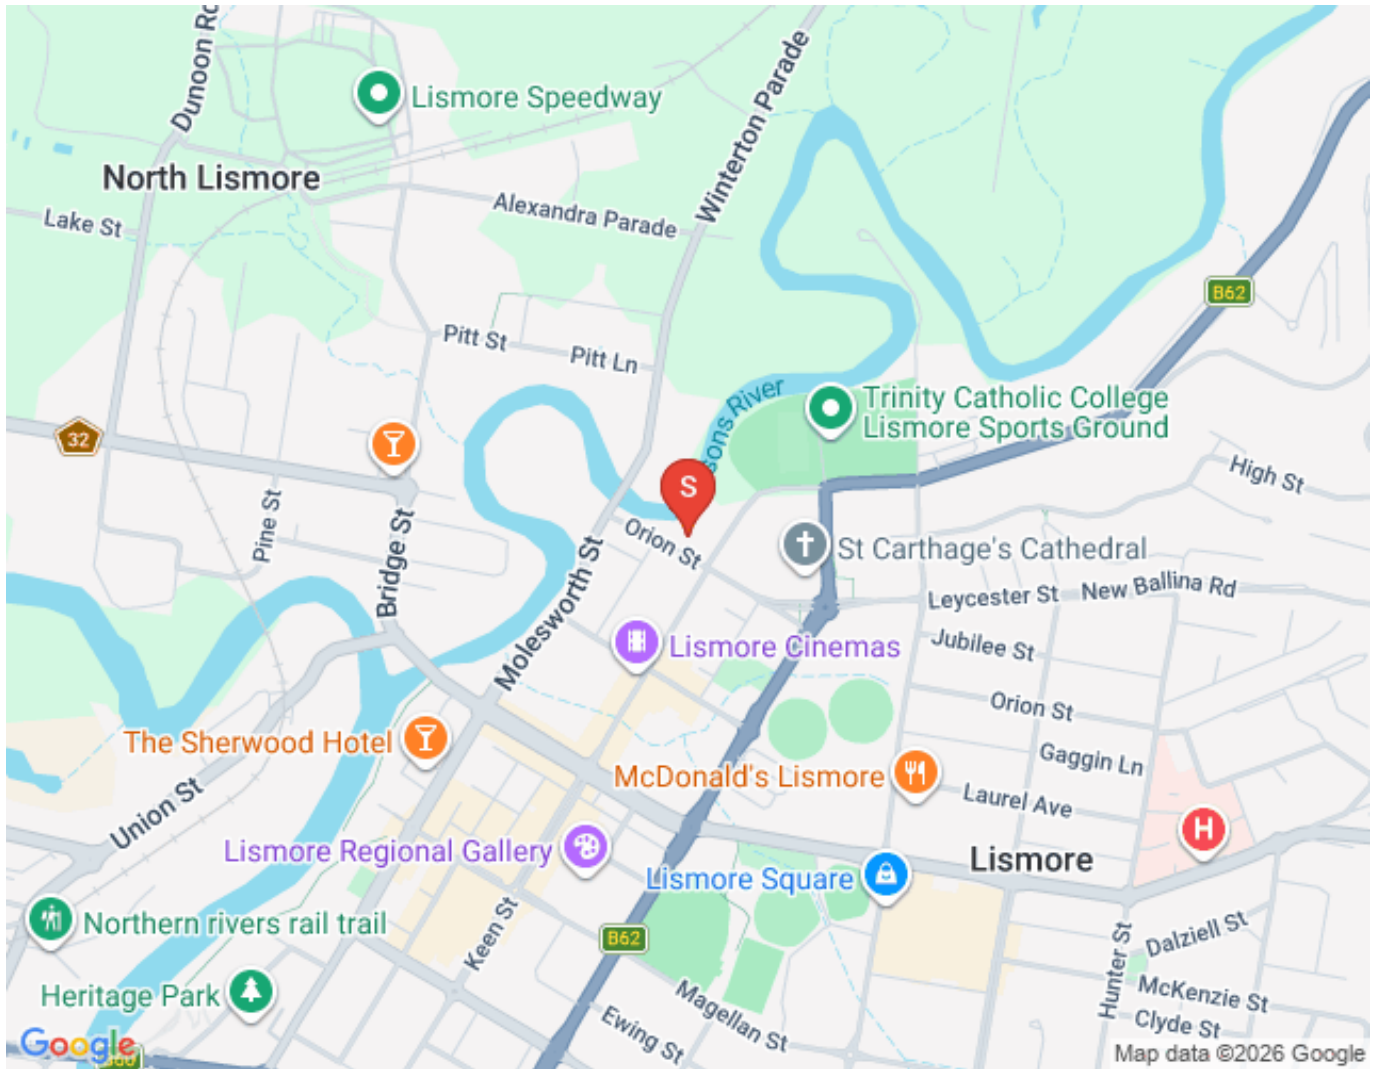 Dunoon Rd
Lismore Speedway
Winterton Parade
North Lismore
Lake St
Alexandra Parade
B62
Pitt St
Pitt Ln
Trinity Catholic College
Lismore Sports Ground
32
High St
S
Pine St
Bridge St
Orion St
St Carthage's Cathedral
Molesworth St
Leycester St
New Ballina Rd
Jubilee St
Lismore Cinemas
Orion St
The Sherwood Hotel
Gaggin Ln
McDonald's Lismore
Laurel Ave
Union St
H
Lismore Regional Gallery
Lismore
Lismore Square
Northern rivers rail trail
Keen St
B62
Dalziell St
Hunter St
Heritage Park
McKenzie St
Magellan St
Clyde St
Ewing St
Google
Map data ©2026 Google